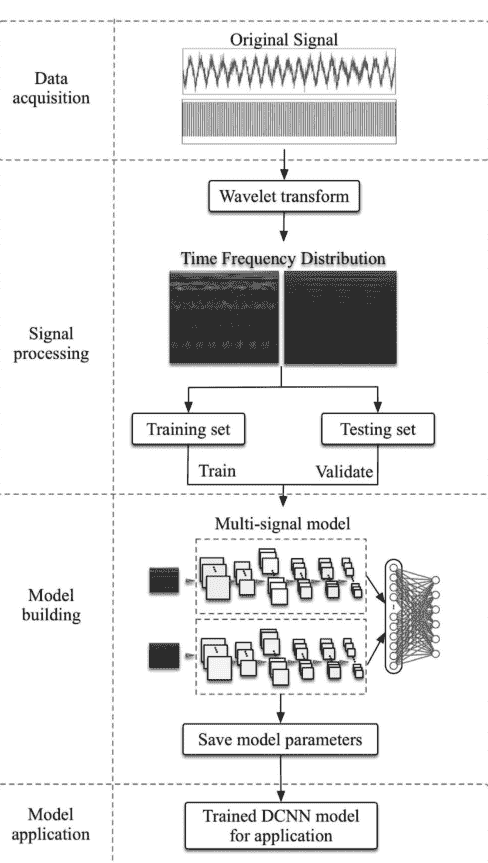 Original Signal
Data
acquisition
Wavelet transform
Time Frequency Distribution
Signal
processing
Training set
Testing set
Train
Validate
Multi-signal model
Model
building
Save model parameters
Model
application
Trained DCNN model
for application